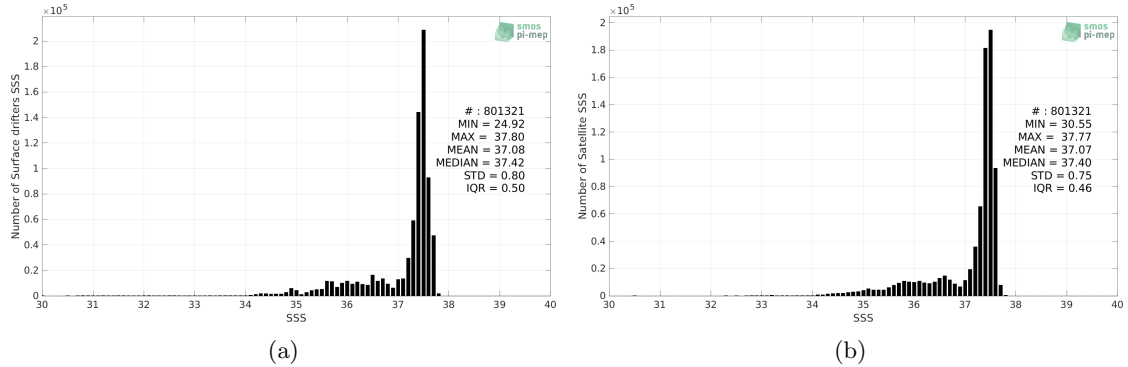 ×10⁵
2
1.8
1.6
1.4
1.2
1
0.8
0.6
0.4
0.2
0
Number of Surface drifters SSS
smos
pi-mep
# : 801321
MIN = 24.92
MAX = 37.80
MEAN = 37.08
MEDIAN = 37.42
STD = 0.80
IQR = 0.50
30 31 32 33 34 35 36 37 38 39 40
SSS
(a)
×10⁵
2
1.8
1.6
1.4
1.2
1
0.8
0.6
0.4
0.2
0
Number of Satellite SSS
smos
pi-mep
# : 801321
MIN = 30.55
MAX = 37.77
MEAN = 37.07
MEDIAN = 37.40
STD = 0.75
IQR = 0.46
30 31 32 33 34 35 36 37 38 39 40
SSS
(b)